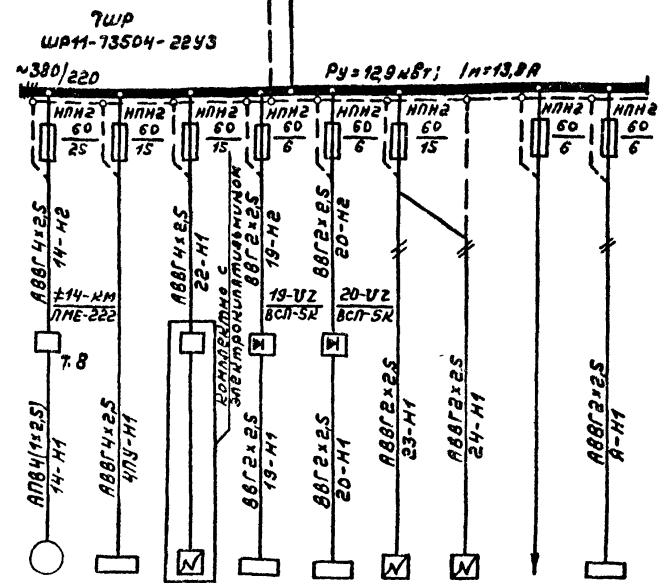 7ШР
ШР11-73504-22У3
~380/220
Ру=12,9 кВт; Iм=13,8А
НПН2
60
25
НПН2
60
15
НПН2
60
15
НПН2
60
6
НПН2
60
6
НПН2
60
15
НПН2
60
6
НПН2
60
6
АВВГ4х2,5
14-Н2
±14-КМ
ПМЕ-222
т.8
АПВ4(1х2,5)
14-Н1
АВВГ4х2,5
4ПУ-Н1
АВВГ4х2,5
22-Н1
Комплектно с
электрокипятильником
ВВГ2х2,5
19-Н2
19-UZ
ВСП-5К
ВВГ2х2,5
19-Н1
ВВГ2х2,5
20-Н2
20-UZ
ВСП-5К
ВВГ2х2,5
20-Н1
АВВГ2х2,5
23-Н1
АВВГ2х2,5
24-Н1
АВВГ2х2,5
А-Н1